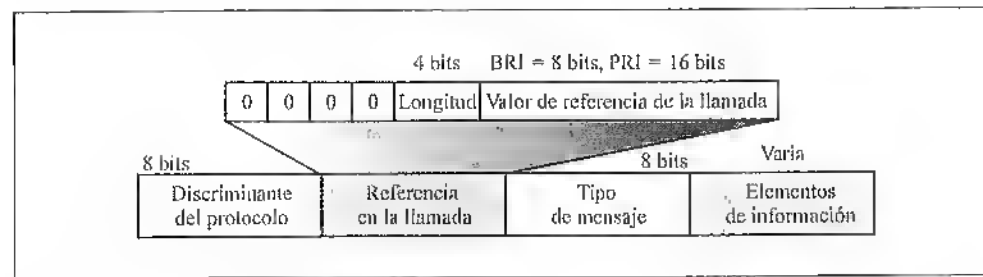 4 bits BRI = 8 bits, PRI = 16 bits
0 0 0 0 Longitud Valor de referencia de la llamada
8 bits 8 bits Varia
Discriminante
del protocolo
Referencia
en la llamada
Tipo
de mensaje
Elementos
de información